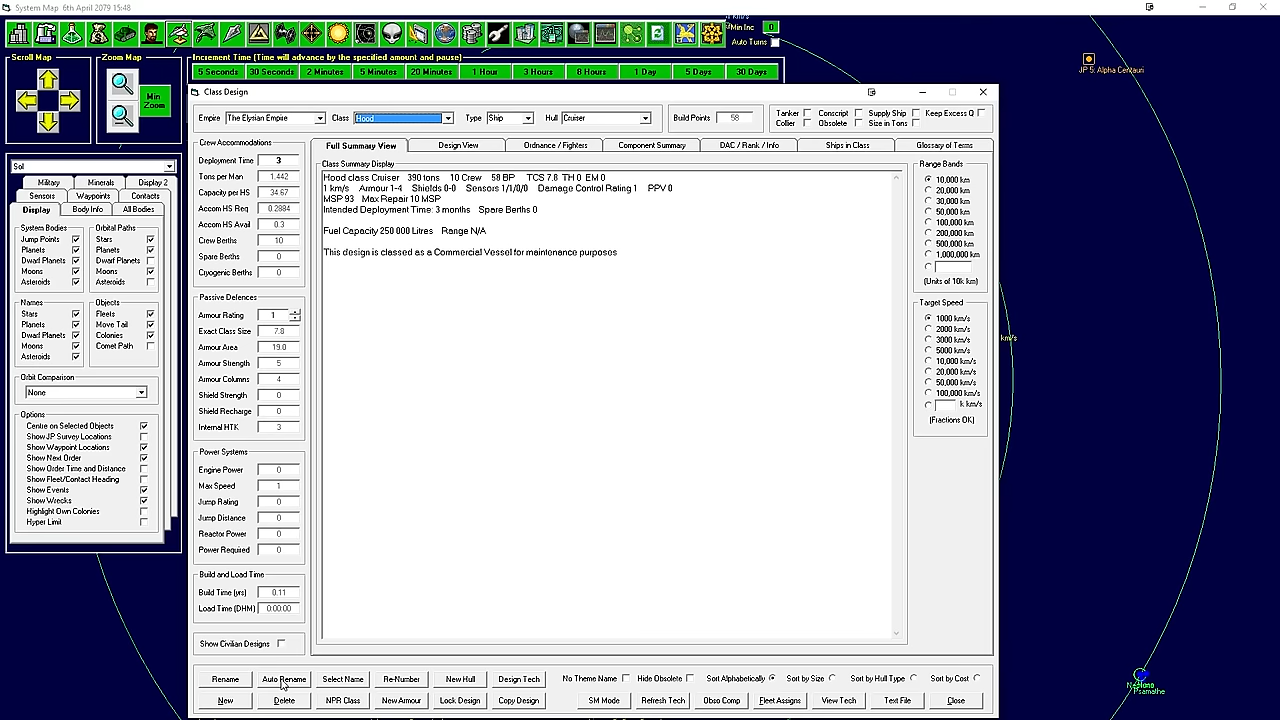 System Map 6th April 2079 15:48
km/s
Min Inc 0
Auto Turns
Scroll Map
Zoom Map
Min Zoom
Increment Time (Time will advance by the specified amount and pause)
5 Seconds 30 Seconds 2 Minutes 5 Minutes 20 Minutes 1 Hour 3 Hours 8 Hours 1 Day 5 Days 30 Days
JP 5: Alpha Centauri
Sol
Military Minerals Display 2
Sensors Waypoints Contacts
Display Body Info All Bodies
System Bodies
Jump Points
Planets
Dwarf Planets
Moons
Asteroids
Orbital Paths
Stars
Planets
Dwarf Planets
Moons
Asteroids
Names
Stars
Planets
Dwarf Planets
Moons
Asteroids
Objects
Fleets
Move Tail
Colonies
Comet Path
Orbit Comparison
None
Options
Centre on Selected Objects
Show JP Survey Locations
Show Waypoint Locations
Show Next Order
Show Order Time and Distance
Show Fleet/Contact Heading
Show Events
Show Wrecks
Highlight Own Colonies
Hyper Limit
Class Design
Empire The Elysian Empire Class Hood Type Ship Hull Cruiser Build Points 58
Tanker Conscript Supply Ship Keep Excess Q
Collier Obsolete Size in Tons
Crew Accommodations
Deployment Time 3
Tons per Man 1.442
Capacity per HS 34.67
Accom HS Req 0.2884
Accom HS Avail 0.3
Crew Berths 10
Spare Berths 0
Cryogenic Berths 0
Passive Defences
Armour Rating 1
Exact Class Size 7.8
Armour Area 19.0
Armour Strength 5
Armour Columns 4
Shield Strength 0
Shield Recharge 0
Internal HTK 3
Power Systems
Engine Power 0
Max Speed 1
Jump Rating 0
Jump Distance 0
Reactor Power 0
Power Required 0
Build and Load Time
Build Time (yrs) 0.11
Load Time (DHM) 0:00:00
Show Civilian Designs
Full Summary View Design View Ordnance / Fighters Component Summary DAC / Rank / Info Ships in Class Glossary of Terms
Class Summary Display
Hood class Cruiser 390 tons 10 Crew 58 BP TCS 7.8 TH 0 EM 0
1 km/s Armour 1-4 Shields 0-0 Sensors 1/1/0/0 Damage Control Rating 1 PPV 0
MSP 93 Max Repair 10 MSP
Intended Deployment Time: 3 months Spare Berths 0
Fuel Capacity 250 000 Litres Range N/A
This design is classed as a Commercial Vessel for maintenance purposes
Range Bands
10,000 km
20,000 km
30,000 km
50,000 km
100,000 km
200,000 km
500,000 km
1,000,000 km
(Units of 10k km)
Target Speed
1000 km/s
2000 km/s
3000 km/s
5000 km/s
10,000 km/s
20,000 km/s
50,000 km/s
100,000 km/s
k km/s
(Fractions OK)
km/s
Rename Auto Rename Select Name Re-Number New Hull Design Tech
No Theme Name Hide Obsolete Sort Alphabetically Sort by Size Sort by Hull Type Sort by Cost
New Delete NPR Class New Armour Lock Design Copy Design SM Mode Refresh Tech Obso Comp Fleet Assigns View Tech Text File Close
Psamathe